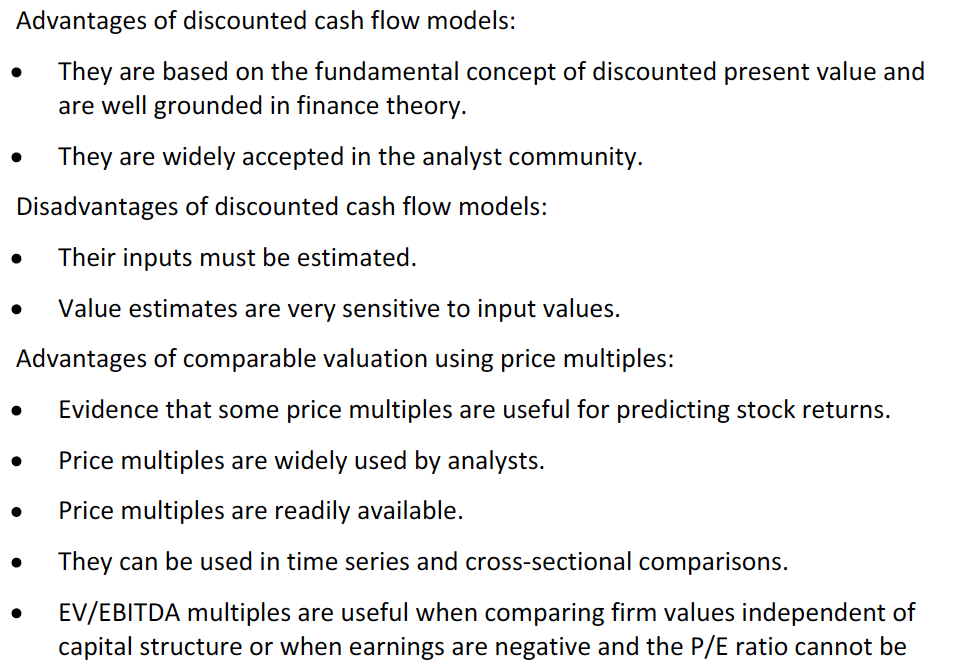 Advantages of discounted cash flow models:
• They are based on the fundamental concept of discounted present value and
are well grounded in finance theory.
• They are widely accepted in the analyst community.
Disadvantages of discounted cash flow models:
• Their inputs must be estimated.
• Value estimates are very sensitive to input values.
Advantages of comparable valuation using price multiples:
• Evidence that some price multiples are useful for predicting stock returns.
• Price multiples are widely used by analysts.
• Price multiples are readily available.
• They can be used in time series and cross-sectional comparisons.
• EV/EBITDA multiples are useful when comparing firm values independent of
capital structure or when earnings are negative and the P/E ratio cannot be